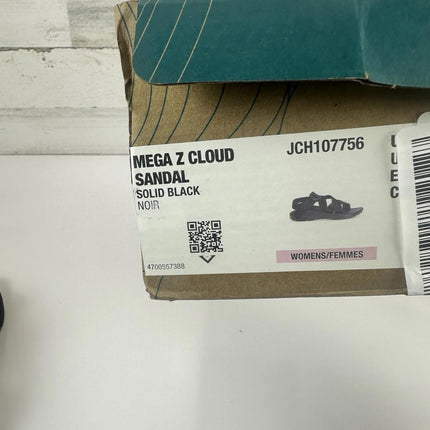 MEGA Z CLOUD
SANDAL
SOLID BLACK
NOIR
JCH107756
U
U
E
C
4700557388
WOMENS/FEMMES